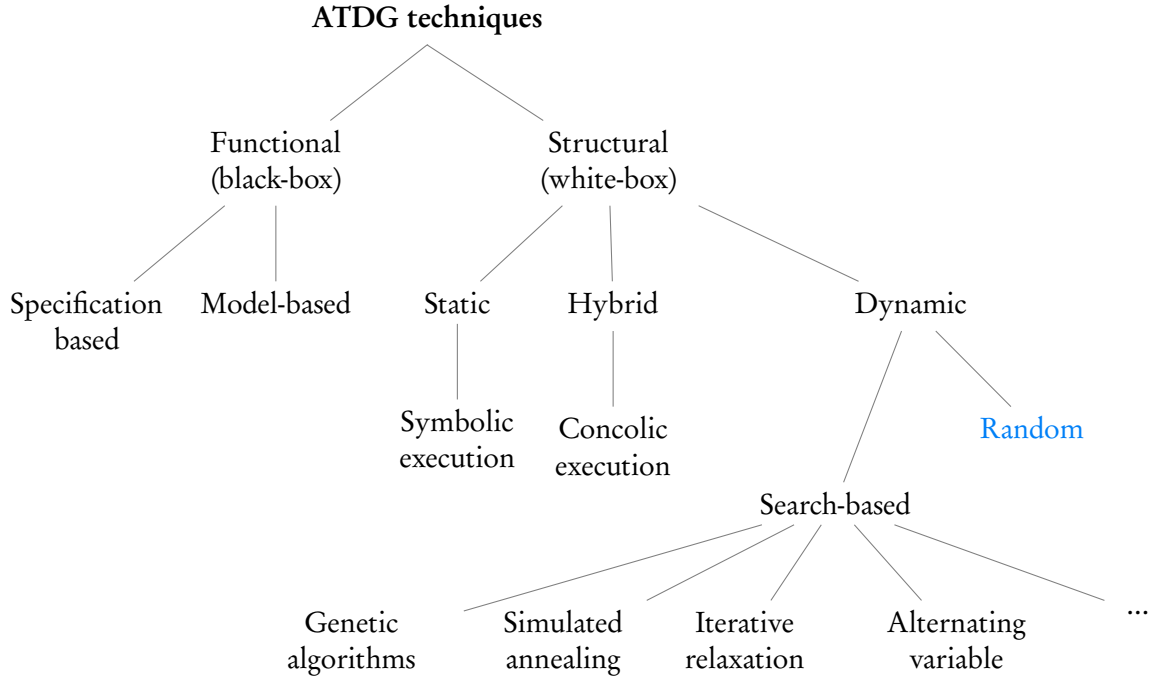 ATDG techniques
Functional
(black-box)
Structural
(white-box)
Specification
based
Model-based
Static
Hybrid
Dynamic
Symbolic
execution
Concolic
execution
Random
Search-based
Genetic
algorithms
Simulated
annealing
Iterative
relaxation
Alternating
variable
...